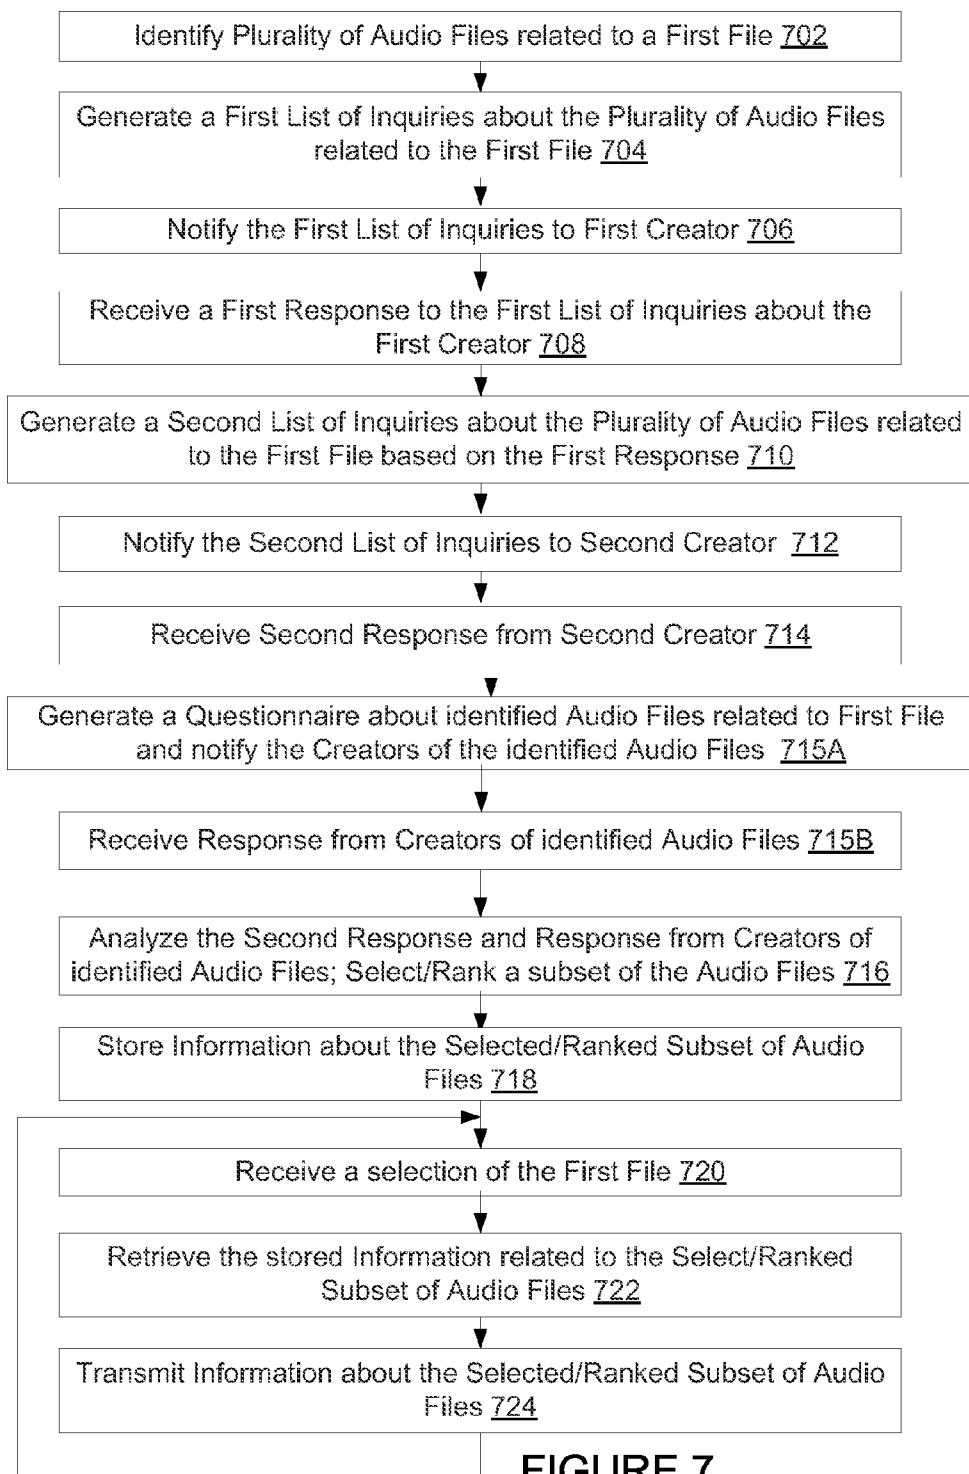 Identify Plurality of Audio Files related to a First File 702
Generate a First List of Inquiries about the Plurality of Audio Files
related to the First File 704
Notify the First List of Inquiries to First Creator 706
Receive a First Response to the First List of Inquiries about the
First Creator 708
Generate a Second List of Inquiries about the Plurality of Audio Files related
to the First File based on the First Response 710
Notify the Second List of Inquiries to Second Creator 712
Receive Second Response from Second Creator 714
Generate a Questionnaire about identified Audio Files related to First File
and notify the Creators of the identified Audio Files 715A
Receive Response from Creators of identified Audio Files 715B
Analyze the Second Response and Response from Creators of
identified Audio Files; Select/Rank a subset of the Audio Files 716
Store Information about the Selected/Ranked Subset of Audio
Files 718
Receive a selection of the First File 720
Retrieve the stored Information related to the Select/Ranked
Subset of Audio Files 722
Transmit Information about the Selected/Ranked Subset of Audio
Files 724
FIGURE 7